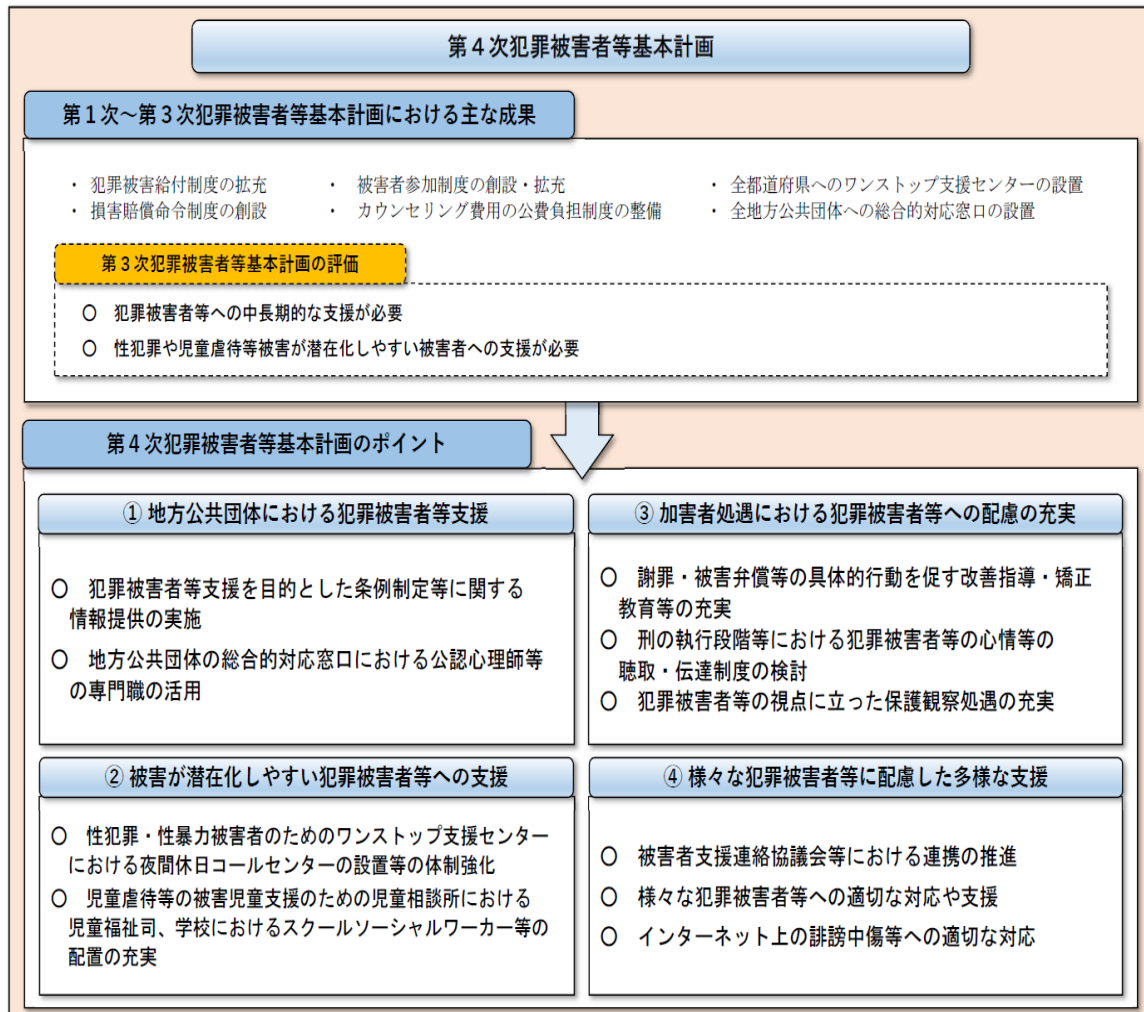 第４次犯罪被害者等基本計画
第１次～第３次犯罪被害者等基本計画における主な成果
・ 犯罪被害給付制度の拡充
・ 損害賠償命令制度の創設
・ 被害者参加制度の創設・拡充
・ カウンセリング費用の公費負担制度の整備
・ 全都道府県へのワンストップ支援センターの設置
・ 全地方公共団体への総合的対応窓口の設置
第３次犯罪被害者等基本計画の評価
○ 犯罪被害者等への中長期的な支援が必要
○ 性犯罪や児童虐待等被害が潜在化しやすい被害者への支援が必要
第４次犯罪被害者等基本計画のポイント
① 地方公共団体における犯罪被害者等支援
○ 犯罪被害者等支援を目的とした条例制定等に関する
情報提供の実施
○ 地方公共団体の総合的対応窓口における公認心理師等
の専門職の活用
② 被害が潜在化しやすい犯罪被害者等への支援
○ 性犯罪・性暴力被害者のためのワンストップ支援センター
における夜間休日コールセンターの設置等の体制強化
○ 児童虐待等の被害児童支援のための児童相談所における
児童福祉司、学校におけるスクールソーシャルワーカー等の
配置の充実
③ 加害者処遇における犯罪被害者等への配慮の充実
○ 謝罪・被害弁償等の具体的行動を促す改善指導・矯正
教育等の充実
○ 刑の執行段階等における犯罪被害者等の心情等の
聴取・伝達制度の検討
○ 犯罪被害者等の視点に立った保護観察処遇の充実
④ 様々な犯罪被害者等に配慮した多様な支援
○ 被害者支援連絡協議会等における連携の推進
○ 様々な犯罪被害者等への適切な対応や支援
○ インターネット上の誹謗中傷等への適切な対応